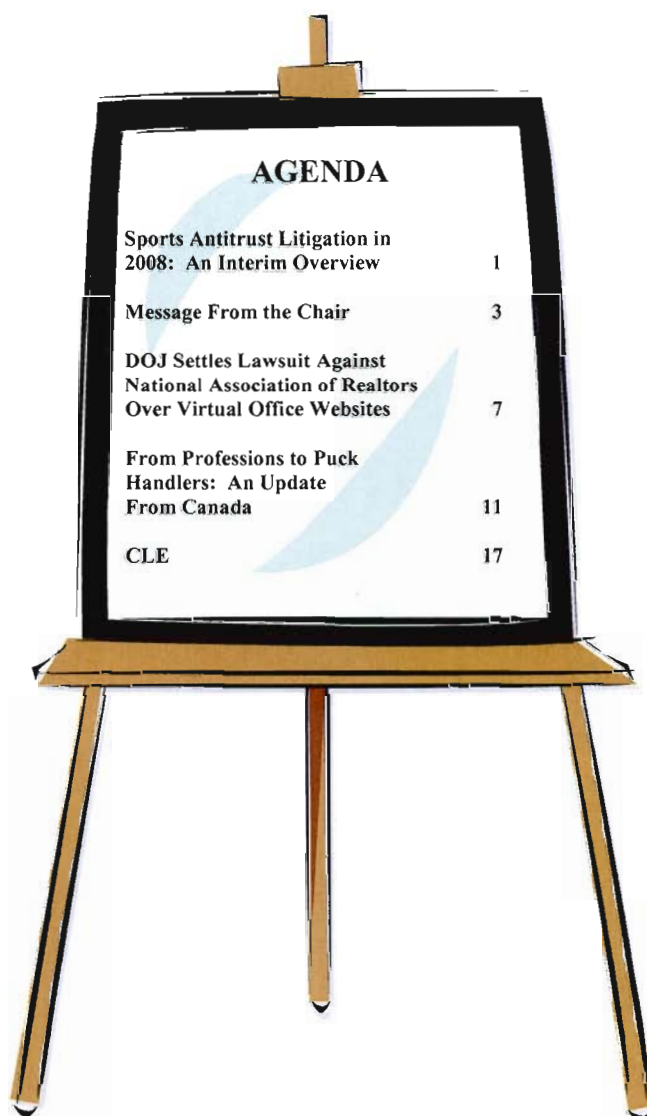 AGENDA
Sports Antitrust Litigation in
2008: An Interim Overview 1
Message From the Chair 3
DOJ Settles Lawsuit Against
National Association of Realtors
Over Virtual Office Websites 7
From Professions to Puck
Handlers: An Update
From Canada 11
CLE 17